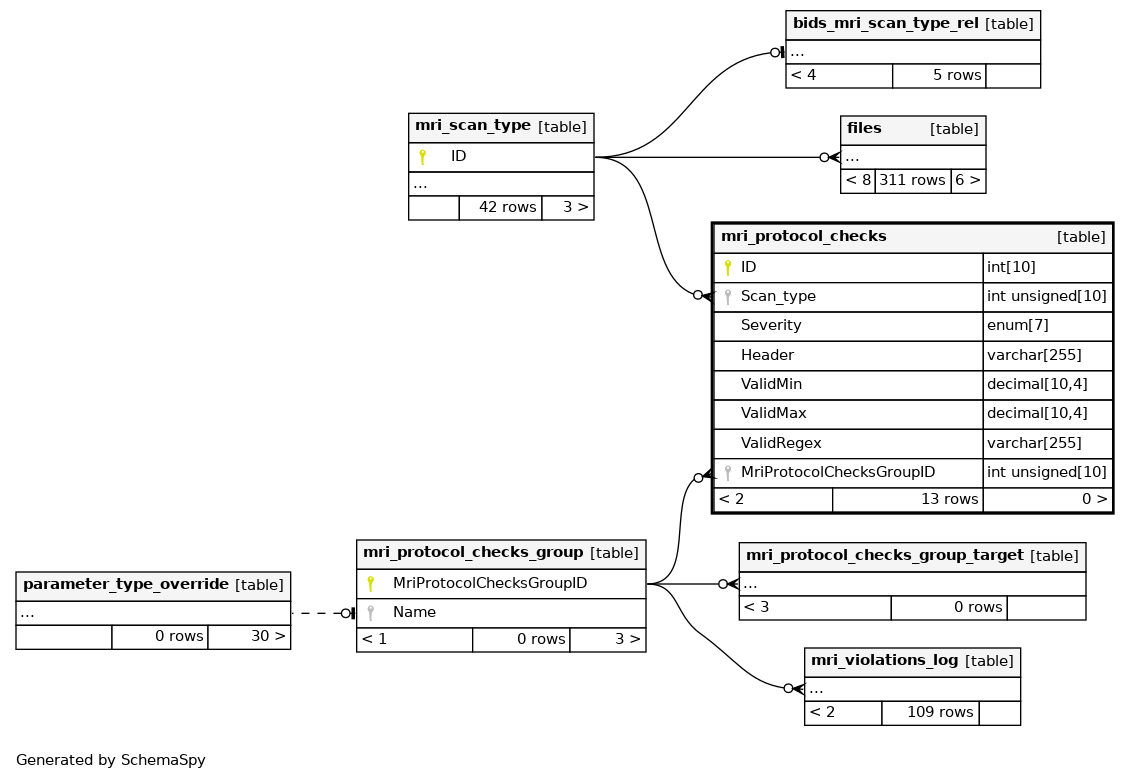 bids_mri_scan_type_rel [table]
...
< 4 5 rows
mri_scan_type [table]
ID
...
42 rows 3 >
files [table]
...
< 8 311 rows 6 >
mri_protocol_checks [table]
ID int[10]
Scan_type int unsigned[10]
Severity enum[7]
Header varchar[255]
ValidMin decimal[10,4]
ValidMax decimal[10,4]
ValidRegex varchar[255]
MriProtocolChecksGroupID int unsigned[10]
< 2 13 rows 0 >
mri_protocol_checks_group [table]
MriProtocolChecksGroupID
Name
< 1 0 rows 3 >
mri_protocol_checks_group_target [table]
...
< 3 0 rows
parameter_type_override [table]
...
0 rows 30 >
mri_violations_log [table]
...
< 2 109 rows
Generated by SchemaSpy